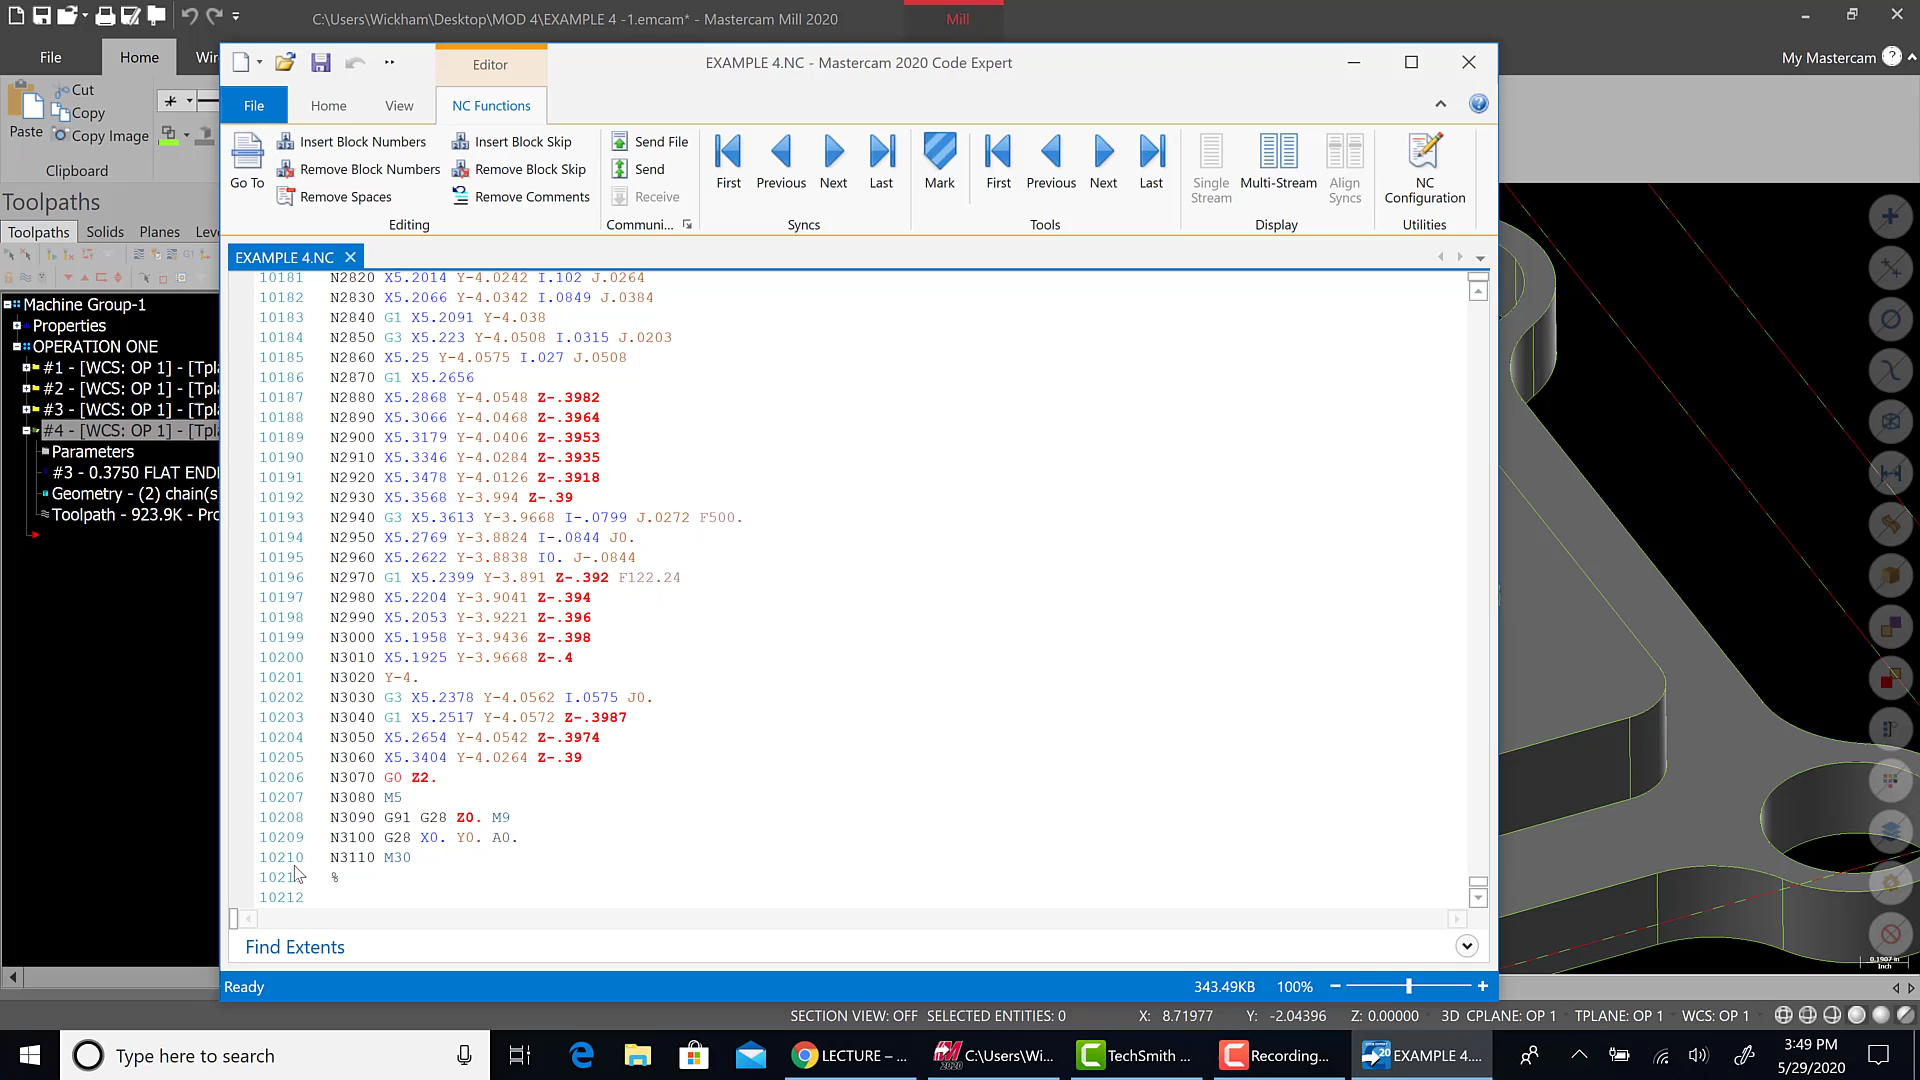 C:\Users\Wickham\Desktop\MOD 4\EXAMPLE 4 -1.emcam* - Mastercam Mill 2020
Mill
File
Home
My Mastercam
Paste
Cut
Copy
Copy Image
Clipboard
Toolpaths
Toolpaths Solids Planes
Machine Group-1
Properties
OPERATION ONE
#1 - [WCS: OP 1] - [Tpl
#2 - [WCS: OP 1] - [Tpl
#3 - [WCS: OP 1] - [Tpl
#4 - [WCS: OP 1] - [Tpl
Parameters
#3 - 0.3750 FLAT END
Geometry - (2) chain(s
Toolpath - 923.9K - Pro
Editor
EXAMPLE 4.NC - Mastercam 2020 Code Expert
File Home View NC Functions
Go To
Insert Block Numbers
Remove Block Numbers
Remove Spaces
Insert Block Skip
Remove Block Skip
Remove Comments
Editing
Send File
Send
Receive
Communi...
First Previous Next Last
Syncs
Mark
First Previous Next Last
Tools
Single Stream
Multi-Stream
Align Syncs
Display
NC Configuration
Utilities
EXAMPLE 4.NC
10181 N2820 X5.2014 Y-4.0242 I.102 J.0264
10182 N2830 X5.2066 Y-4.0342 I.0849 J.0384
10183 N2840 G1 X5.2091 Y-4.038
10184 N2850 G3 X5.223 Y-4.0508 I.0315 J.0203
10185 N2860 X5.25 Y-4.0575 I.027 J.0508
10186 N2870 G1 X5.2656
10187 N2880 X5.2868 Y-4.0548 Z-.3982
10188 N2890 X5.3066 Y-4.0468 Z-.3964
10189 N2900 X5.3179 Y-4.0406 Z-.3953
10190 N2910 X5.3346 Y-4.0284 Z-.3935
10191 N2920 X5.3478 Y-4.0126 Z-.3918
10192 N2930 X5.3568 Y-3.994 Z-.39
10193 N2940 G3 X5.3613 Y-3.9668 I-.0799 J.0272 F500.
10194 N2950 X5.2769 Y-3.8824 I-.0844 J0.
10195 N2960 X5.2622 Y-3.8838 I0. J-.0844
10196 N2970 G1 X5.2399 Y-3.891 Z-.392 F122.24
10197 N2980 X5.2204 Y-3.9041 Z-.394
10198 N2990 X5.2053 Y-3.9221 Z-.396
10199 N3000 X5.1958 Y-3.9436 Z-.398
10200 N3010 X5.1925 Y-3.9668 Z-.4
10201 N3020 Y-4.
10202 N3030 G3 X5.2378 Y-4.0562 I.0575 J0.
10203 N3040 G1 X5.2517 Y-4.0572 Z-.3987
10204 N3050 X5.2654 Y-4.0542 Z-.3974
10205 N3060 X5.3404 Y-4.0264 Z-.39
10206 N3070 G0 Z2.
10207 N3080 M5
10208 N3090 G91 G28 Z0. M9
10209 N3100 G28 X0. Y0. A0.
10210 N3110 M30
%
10212
Find Extents
Ready
343.49KB 100%
0.1907 in
Inch
SECTION VIEW: OFF SELECTED ENTITIES: 0 X: 8.71977 Y: -2.04396 Z: 0.00000 3D CPLANE: OP 1 TPLANE: OP 1 WCS: OP 1
Type here to search
LECTURE – ...
C:\Users\Wi...
TechSmith ...
Recording...
EXAMPLE 4....
3:49 PM
5/29/2020